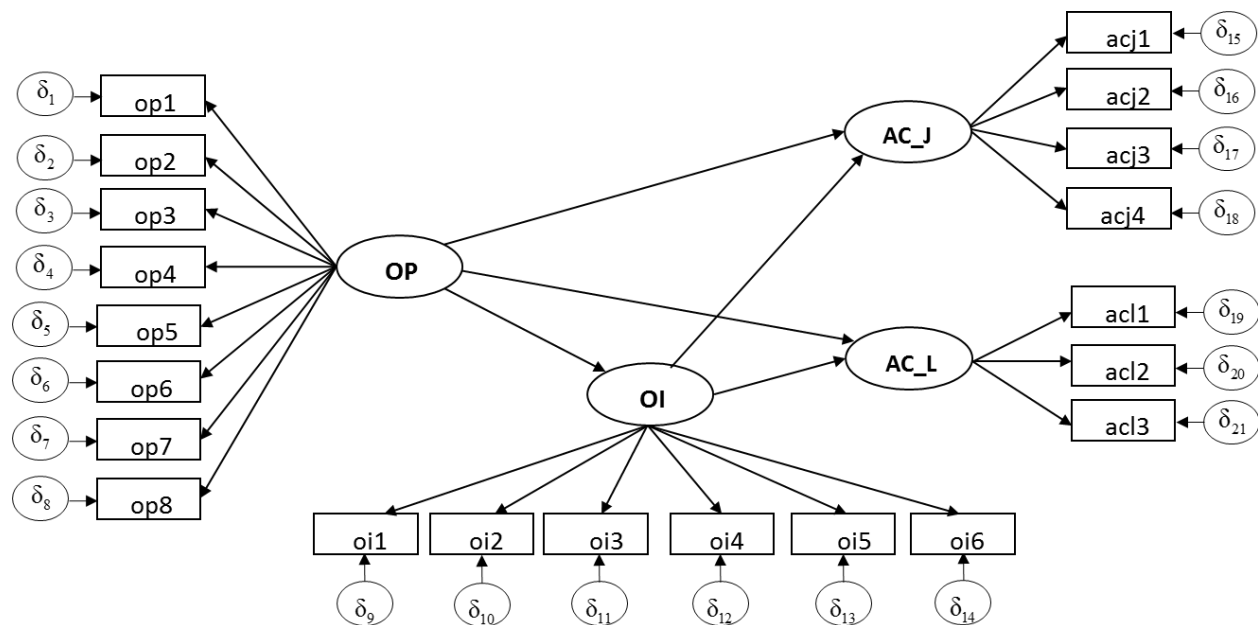 δ1 op1
δ2 op2
δ3 op3
δ4 op4
δ5 op5
δ6 op6
δ7 op7
δ8 op8
OP
OI
AC_J
AC_L
acj1 δ15
acj2 δ16
acj3 δ17
acj4 δ18
acl1 δ19
acl2 δ20
acl3 δ21
oi1 oi2 oi3 oi4 oi5 oi6
δ9 δ10 δ11 δ12 δ13 δ14